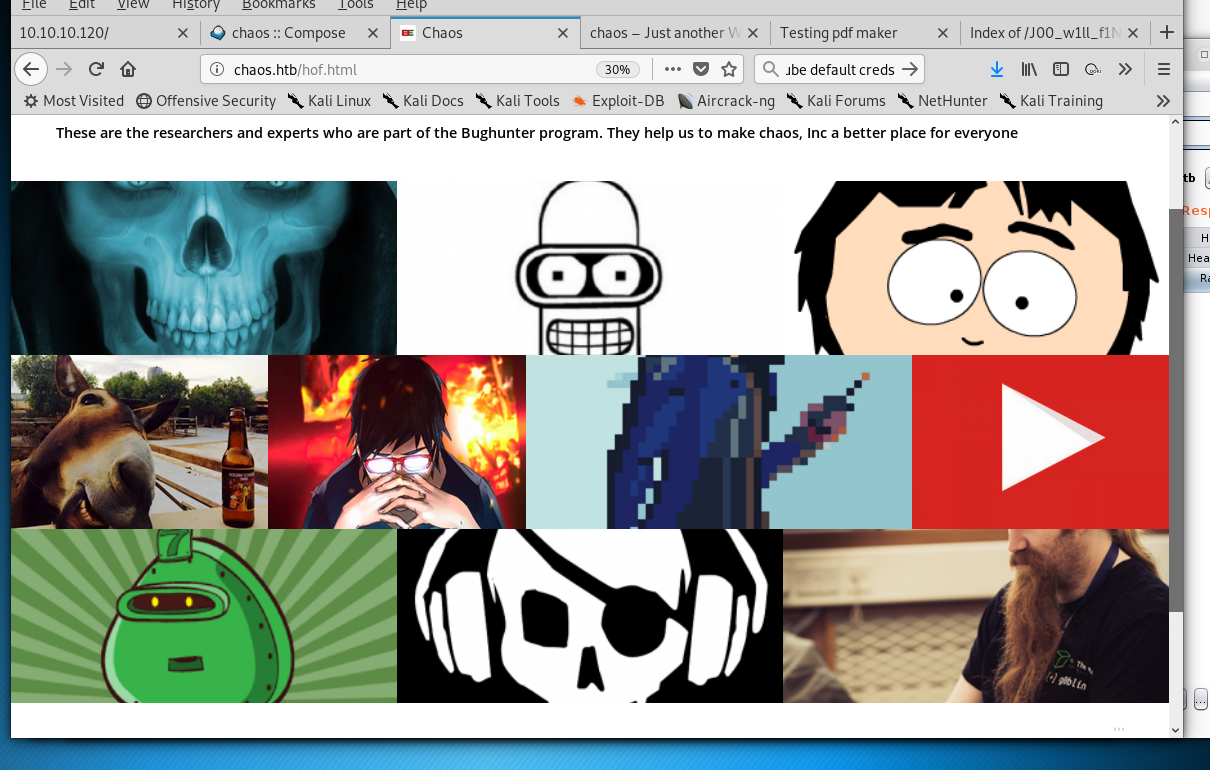 File Edit View History Bookmarks Tools Help
10.10.10.120/ chaos :: Compose Chaos chaos – Just another W Testing pdf maker Index of /J00_w1ll_f1N
chaos.htb/hof.html 30% ube default creds
Most Visited Offensive Security Kali Linux Kali Docs Kali Tools Exploit-DB Aircrack-ng Kali Forums NetHunter Kali Training
These are the researchers and experts who are part of the Bughunter program. They help us to make chaos, Inc a better place for everyone
tb
Resp
H
Hea
Ra